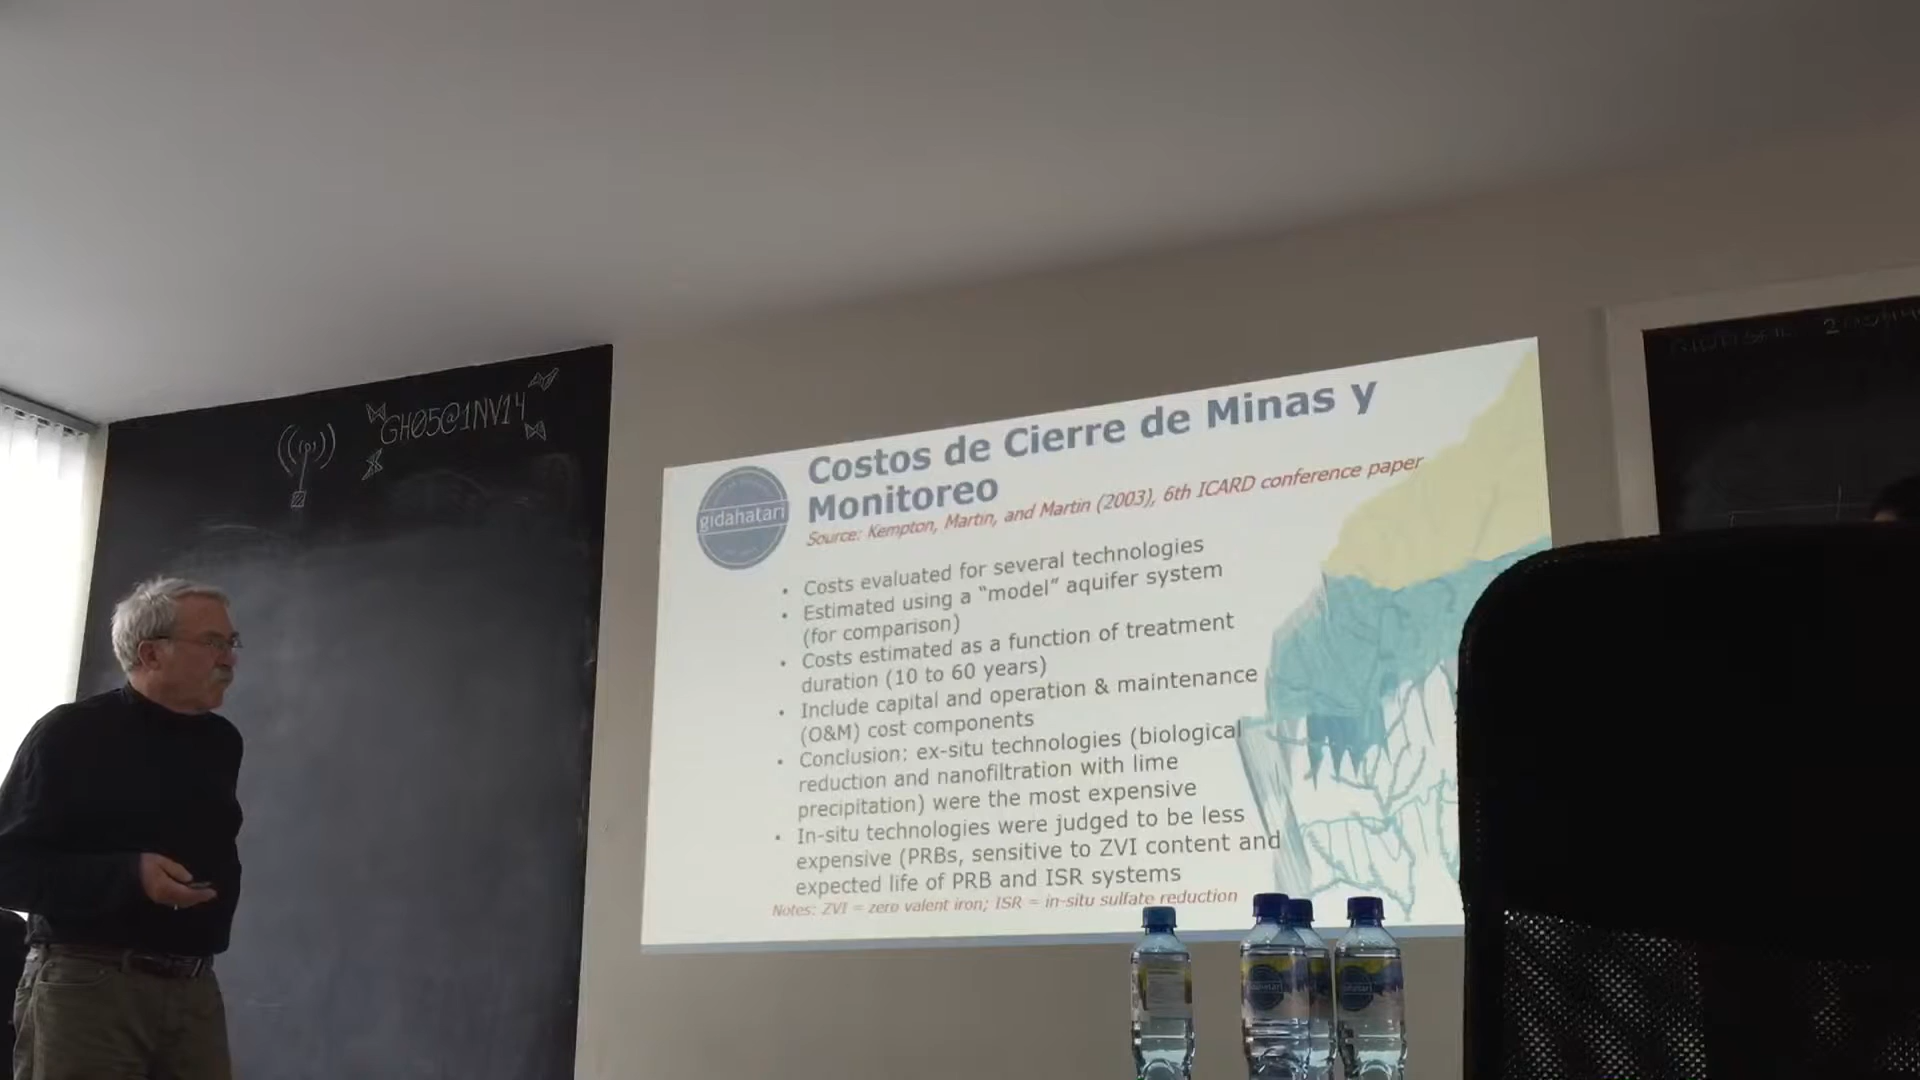 GH05@1NV14
Costos de Cierre de Minas y
Monitoreo
gidahatari
Source: Kempton, Martin, and Martin (2003), 6th ICARD conference paper
• Costs evaluated for several technologies
• Estimated using a “model” aquifer system
(for comparison)
• Costs estimated as a function of treatment
duration (10 to 60 years)
• Include capital and operation & maintenance
(O&M) cost components
• Conclusion: ex-situ technologies (biological
reduction and nanofiltration with lime
precipitation) were the most expensive
• In-situ technologies were judged to be less
expensive (PRBs, sensitive to ZVI content and
expected life of PRB and ISR systems
Notes: ZVI = zero valent iron; ISR = in-situ sulfate reduction
gidahatari
gidahatari